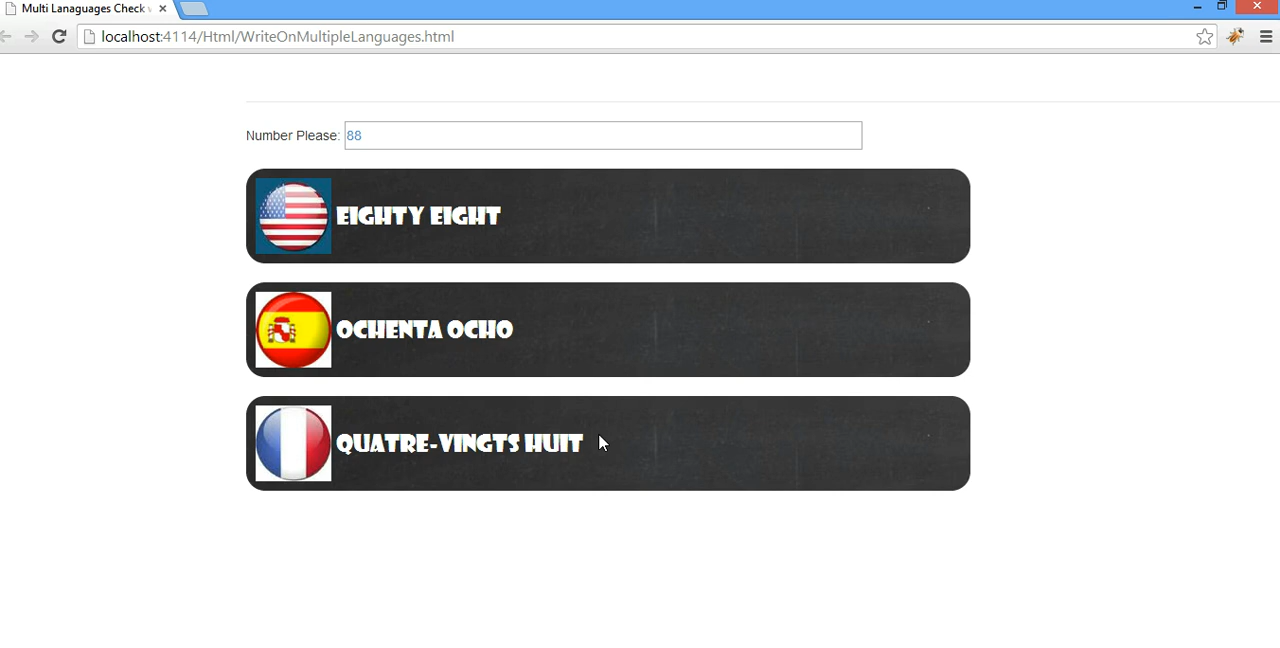 Multi Lanaguages Check
localhost:4114/Html/WriteOnMultipleLanguages.html
Number Please: 88
EIGHTY EIGHT
OCHENTA OCHO
QUATRE-VINGTS HUIT